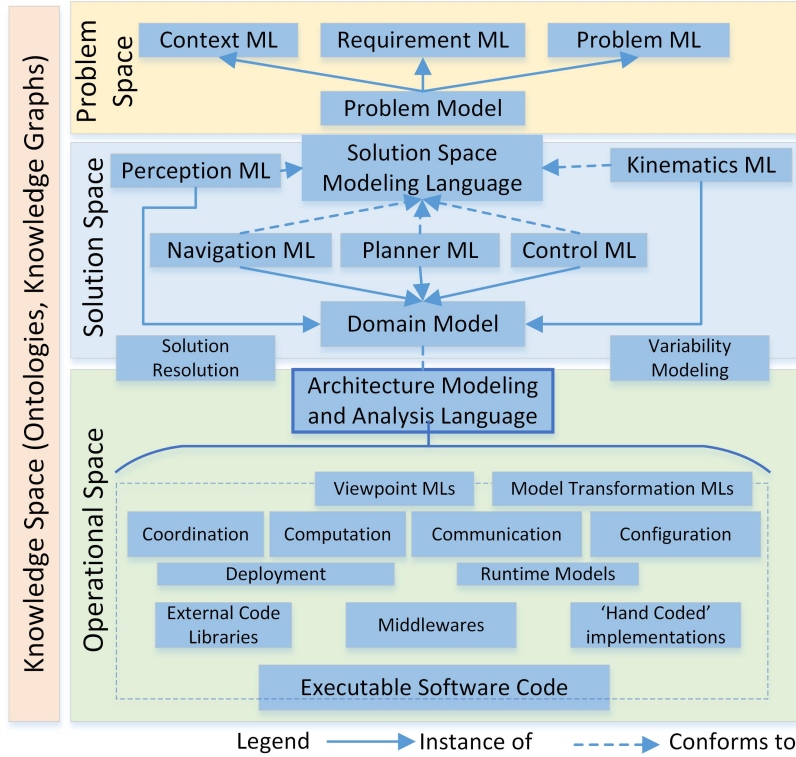 Knowledge Space (Ontologies, Knowledge Graphs)
Problem
Space
Context ML
Requirement ML
Problem ML
Problem Model
Solution Space
Solution Space
Modeling Language
Perception ML
Kinematics ML
Navigation ML
Planner ML
Control ML
Domain Model
Solution
Resolution
Variability
Modeling
Operational Space
Architecture Modeling
and Analysis Language
Viewpoint MLs
Model Transformation MLs
Coordination
Computation
Communication
Configuration
Deployment
Runtime Models
External Code
Libraries
Middlewares
‘Hand Coded’
implementations
Executable Software Code
Legend
Instance of
Conforms to